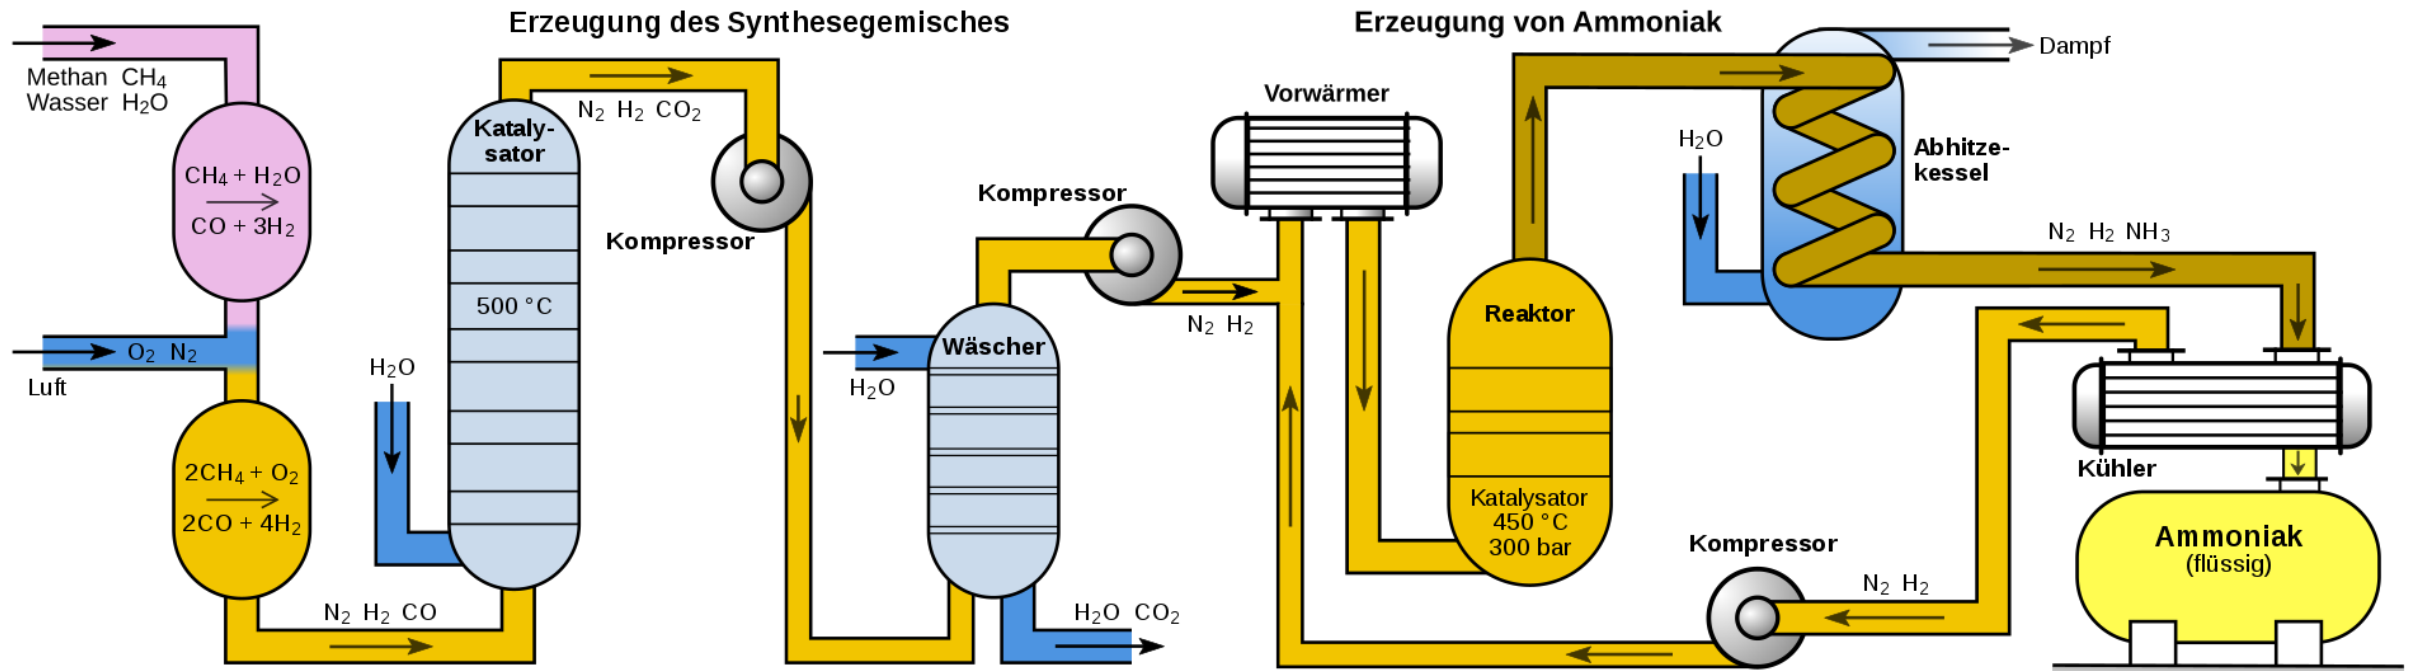 Erzeugung des Synthesegemisches
Erzeugung von Ammoniak
Methan CH₄
Wasser H₂O
CH₄ + H₂O
CO + 3H₂
O₂ N₂
Luft
2CH₄ + O₂
2CO + 4H₂
N₂ H₂ CO
H₂O
Kataly-
sator
500 °C
N₂ H₂ CO₂
Kompressor
H₂O
Wäscher
H₂O CO₂
Kompressor
N₂ H₂
Vorwärmer
Reaktor
Katalysator
450 °C
300 bar
H₂O
Dampf
Abhitze-
kessel
N₂ H₂ NH₃
Kühler
Ammoniak
(flüssig)
N₂ H₂
Kompressor